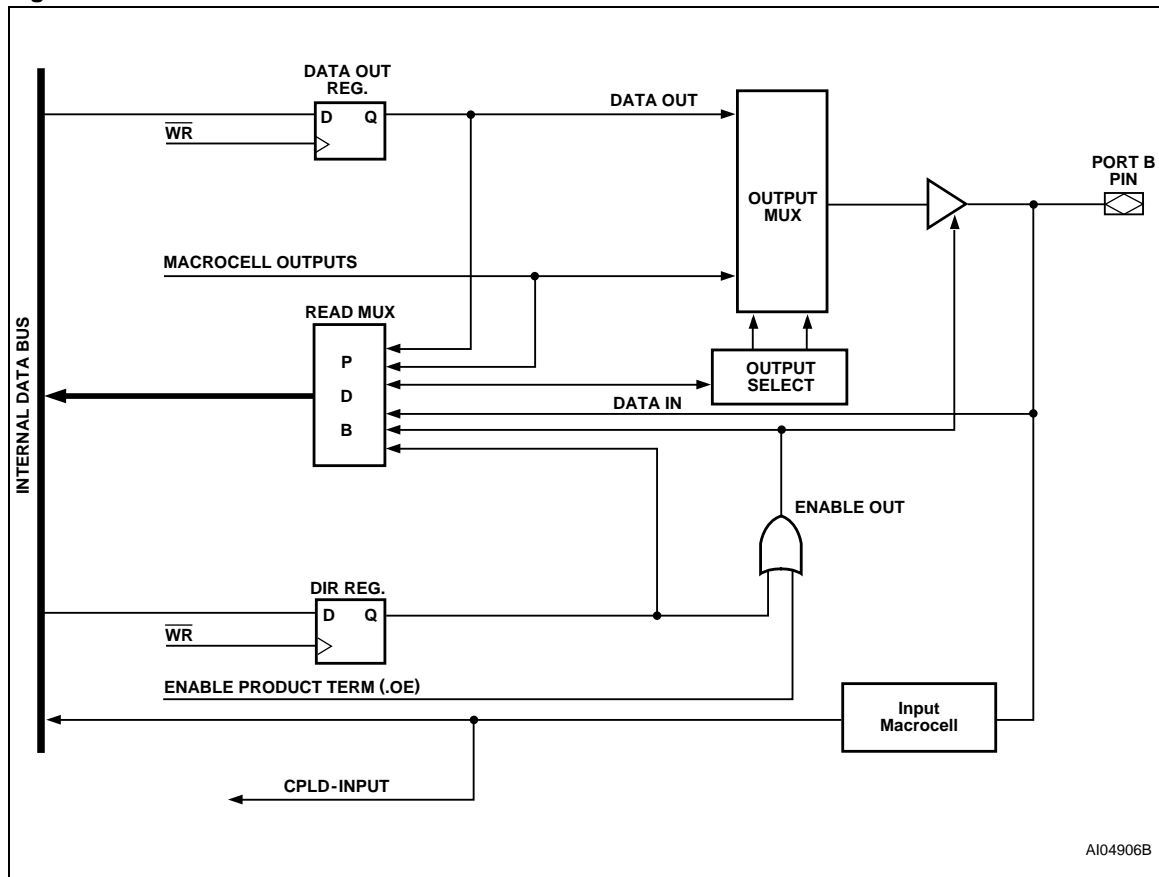 DATA OUT
REG.
D Q
WR
DATA OUT
PORT B
PIN
OUTPUT
MUX
MACROCELL OUTPUTS
READ MUX
P
D
B
OUTPUT
SELECT
DATA IN
INTERNAL DATA BUS
ENABLE OUT
DIR REG.
D Q
WR
ENABLE PRODUCT TERM (.OE)
Input
Macrocell
CPLD-INPUT
AI04906B